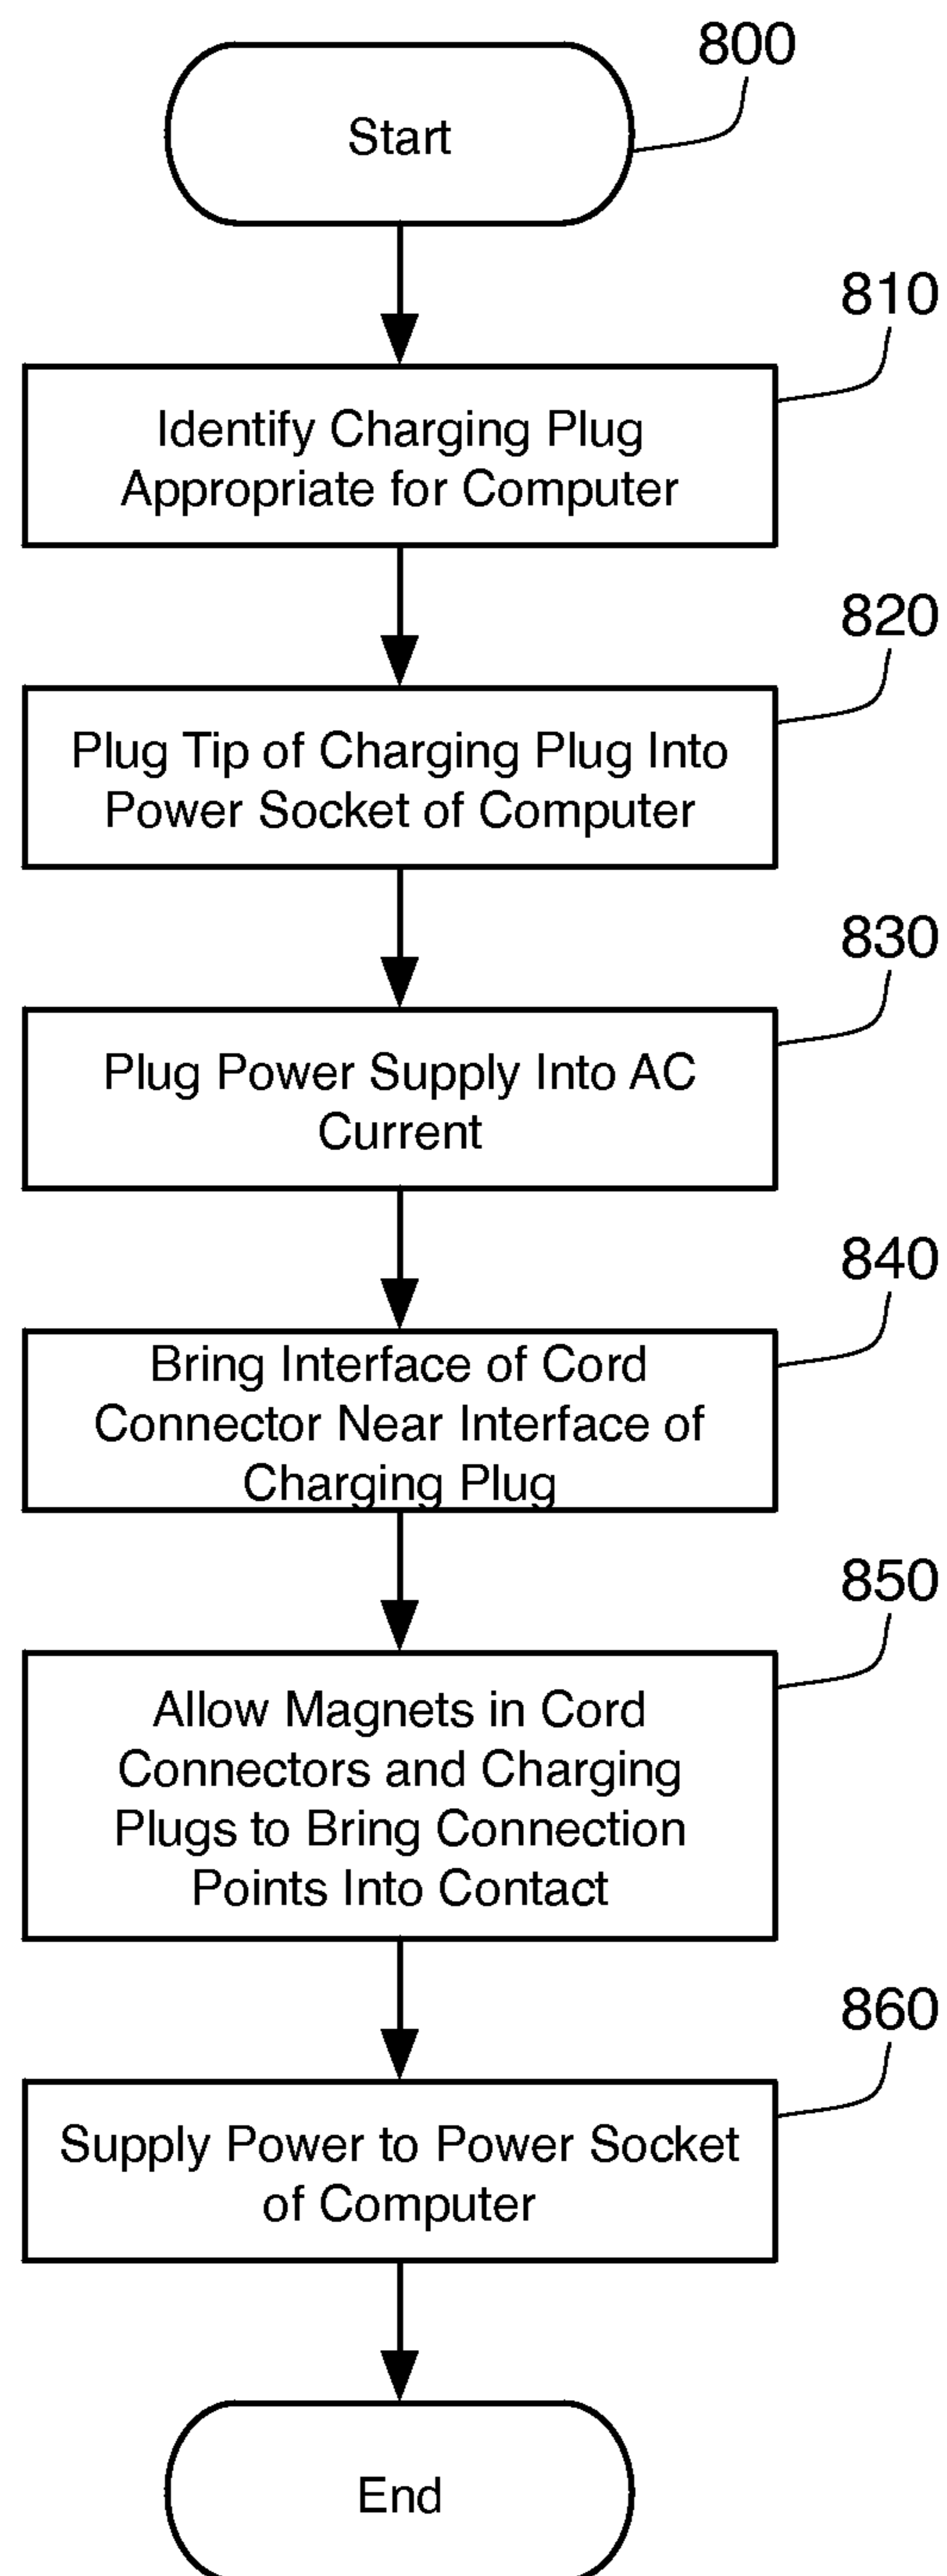 800
Start
810
Identify Charging Plug
Appropriate for Computer
820
Plug Tip of Charging Plug Into
Power Socket of Computer
830
Plug Power Supply Into AC
Current
840
Bring Interface of Cord
Connector Near Interface of
Charging Plug
850
Allow Magnets in Cord
Connectors and Charging
Plugs to Bring Connection
Points Into Contact
860
Supply Power to Power Socket
of Computer
End